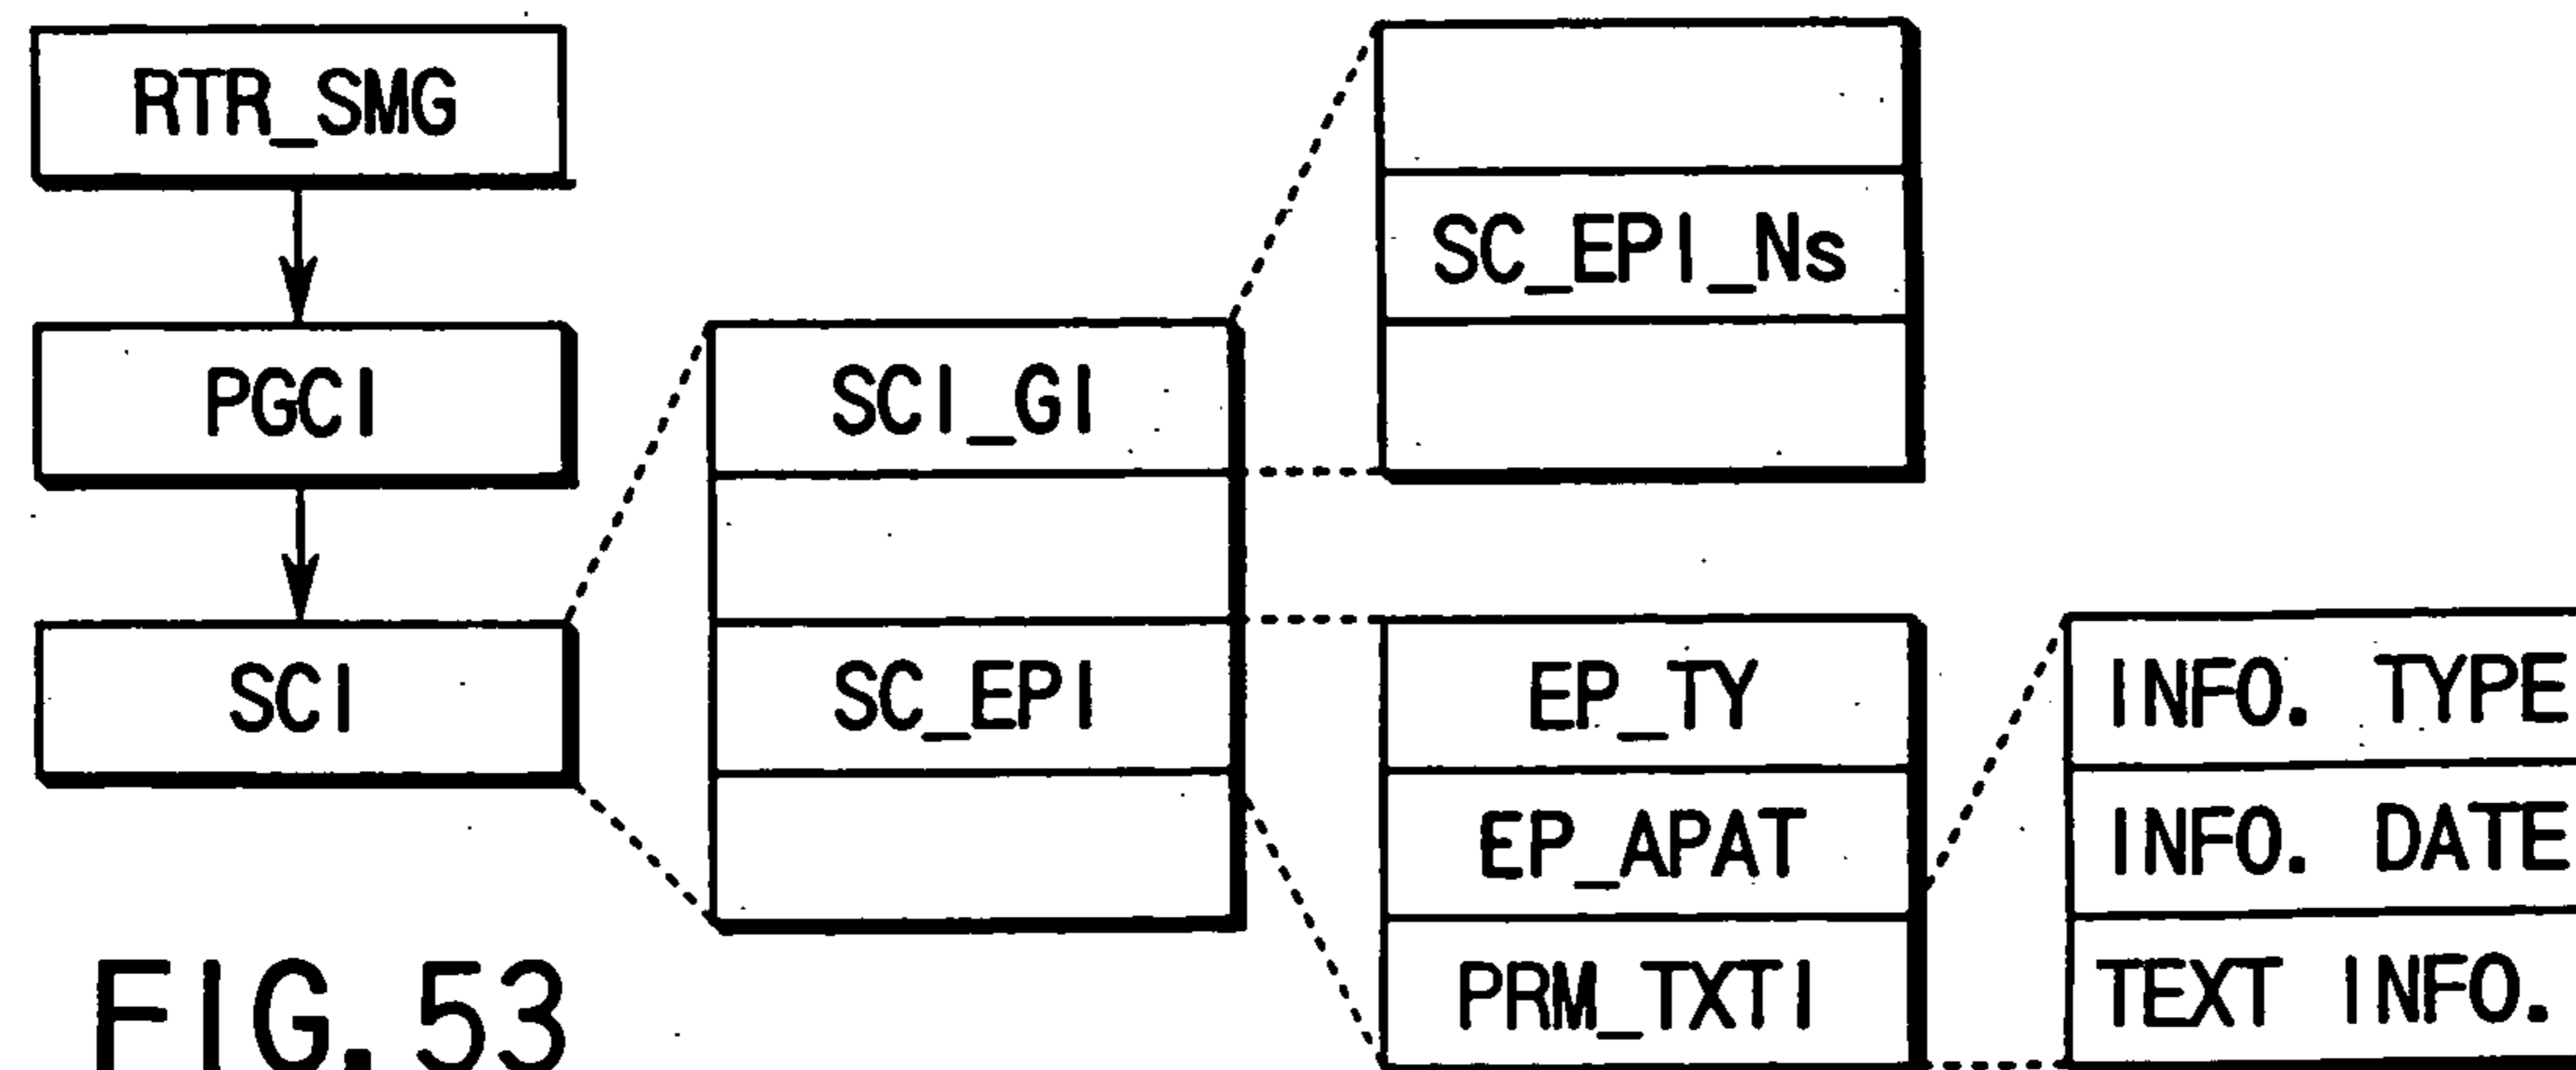 RTR_SMG
PGCI
SCI
SCI_GI
SC_EPI
SC_EPI_Ns
EP_TY
EP_APAT
PRM_TXTI
INFO. TYPE
INFO. DATE
TEXT INFO.
FIG. 53